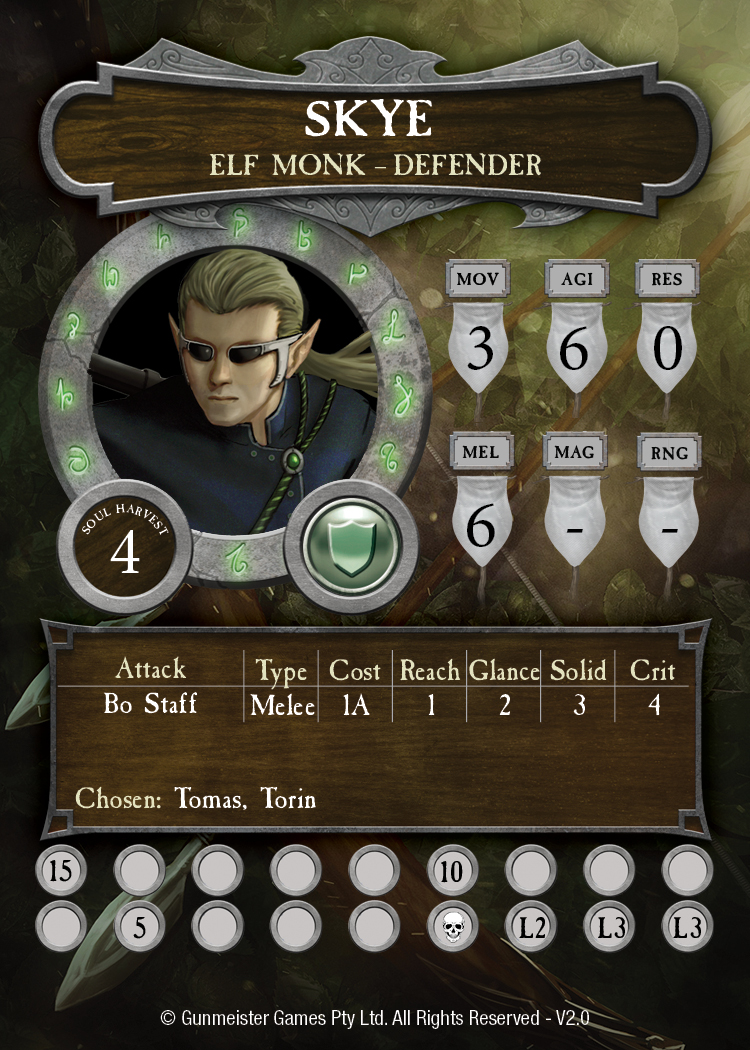 SKYE
ELF MONK – DEFENDER
MOV AGI RES
3 6 0
MEL MAG RNG
6 - -
SOUL HARVEST
4
Attack Type Cost Reach Glance Solid Crit
Bo Staff Melee 1A 1 2 3 4
Chosen: Tomas, Torin
15 10
5 L2 L3 L3
© Gunmeister Games Pty Ltd. All Rights Reserved - V2.0